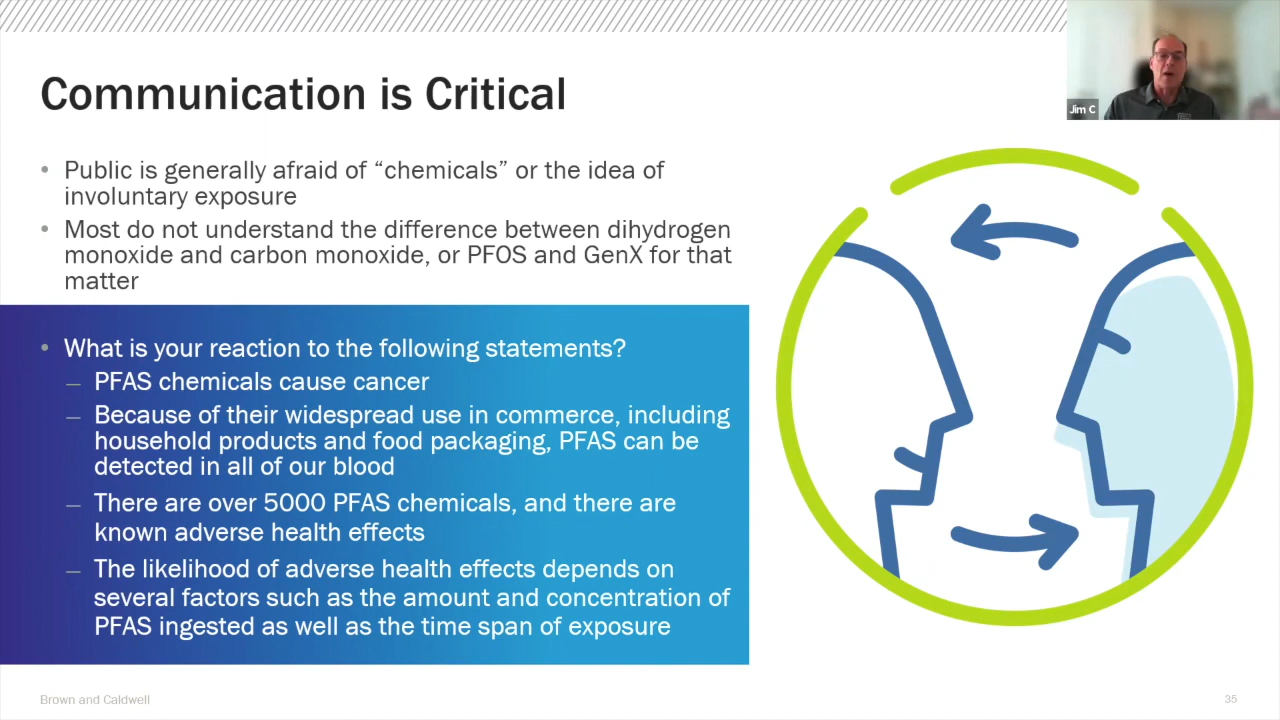 Communication is Critical
Jim C
• Public is generally afraid of “chemicals” or the idea of
involuntary exposure
• Most do not understand the difference between dihydrogen
monoxide and carbon monoxide, or PFOS and GenX for that
matter
• What is your reaction to the following statements?
– PFAS chemicals cause cancer
– Because of their widespread use in commerce, including
household products and food packaging, PFAS can be
detected in all of our blood
– There are over 5000 PFAS chemicals, and there are
known adverse health effects
– The likelihood of adverse health effects depends on
several factors such as the amount and concentration of
PFAS ingested as well as the time span of exposure
Brown and Caldwell
35